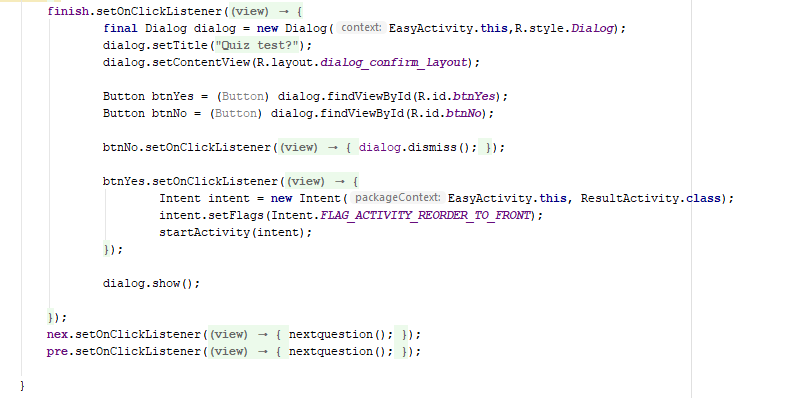 finish.setOnClickListener((view) → {
final Dialog dialog = new Dialog( context: EasyActivity.this,R.style.Dialog);
dialog.setTitle("Quiz test?");
dialog.setContentView(R.layout.dialog_confirm_layout);
Button btnYes = (Button) dialog.findViewById(R.id.btnYes);
Button btnNo = (Button) dialog.findViewById(R.id.btnNo);
btnNo.setOnClickListener((view) → { dialog.dismiss(); });
btnYes.setOnClickListener((view) → {
Intent intent = new Intent( packageContext: EasyActivity.this, ResultActivity.class);
intent.setFlags(Intent.FLAG_ACTIVITY_REORDER_TO_FRONT);
startActivity(intent);
});
dialog.show();
});
nex.setOnClickListener((view) → { nextquestion(); });
pre.setOnClickListener((view) → { nextquestion(); });
}